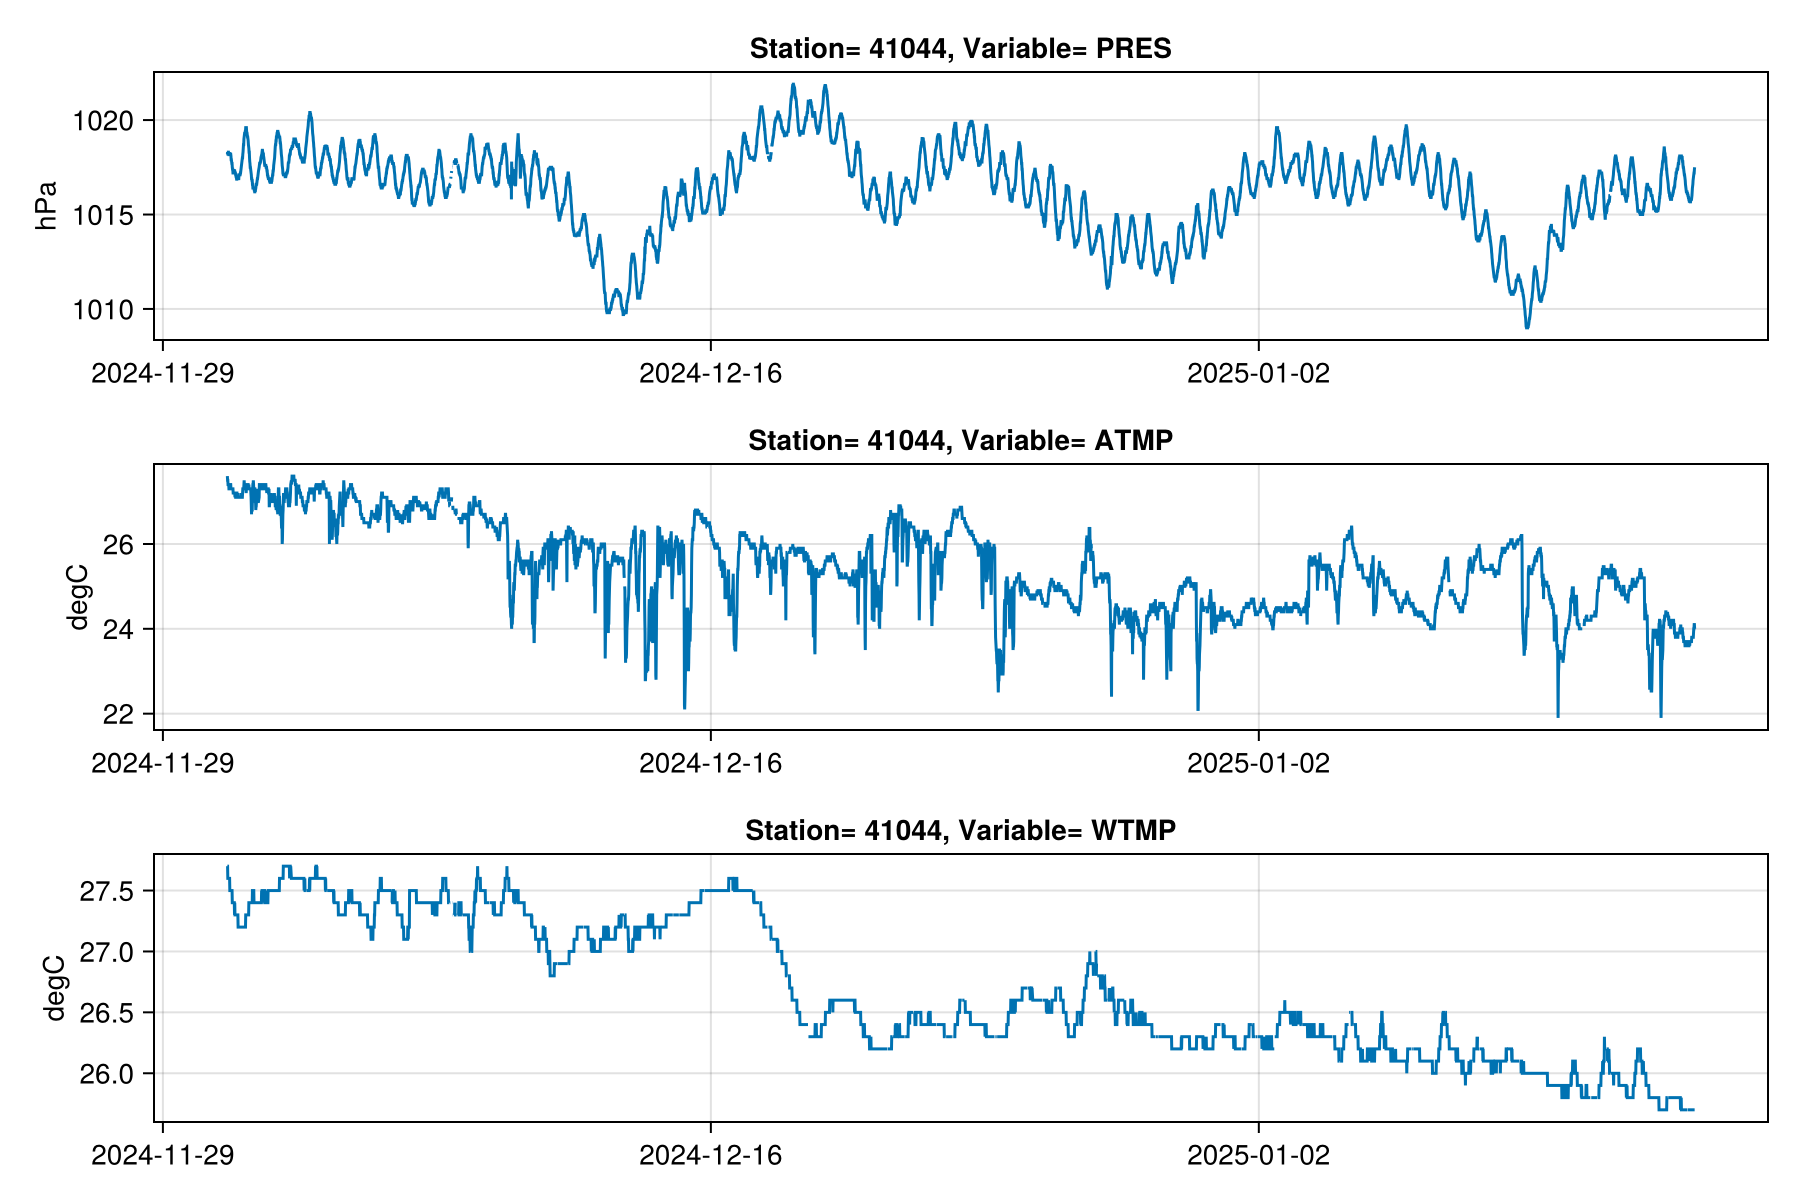 Station= 41044, Variable= PRES
hPa
1020
1015
1010
2024-11-29 2024-12-16 2025-01-02
Station= 41044, Variable= ATMP
degC
26
24
22
2024-11-29 2024-12-16 2025-01-02
Station= 41044, Variable= WTMP
degC
27.5
27.0
26.5
26.0
2024-11-29 2024-12-16 2025-01-02